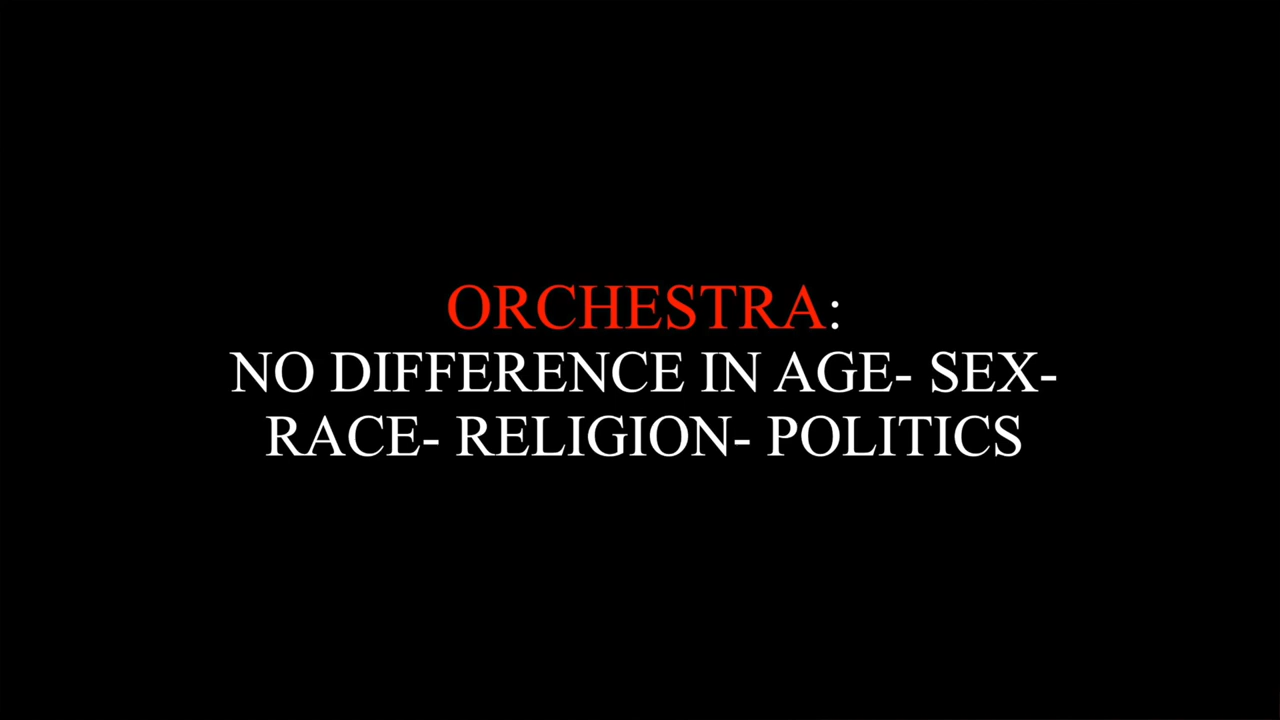 ORCHESTRA:
NO DIFFERENCE IN AGE- SEX-
RACE- RELIGION- POLITICS